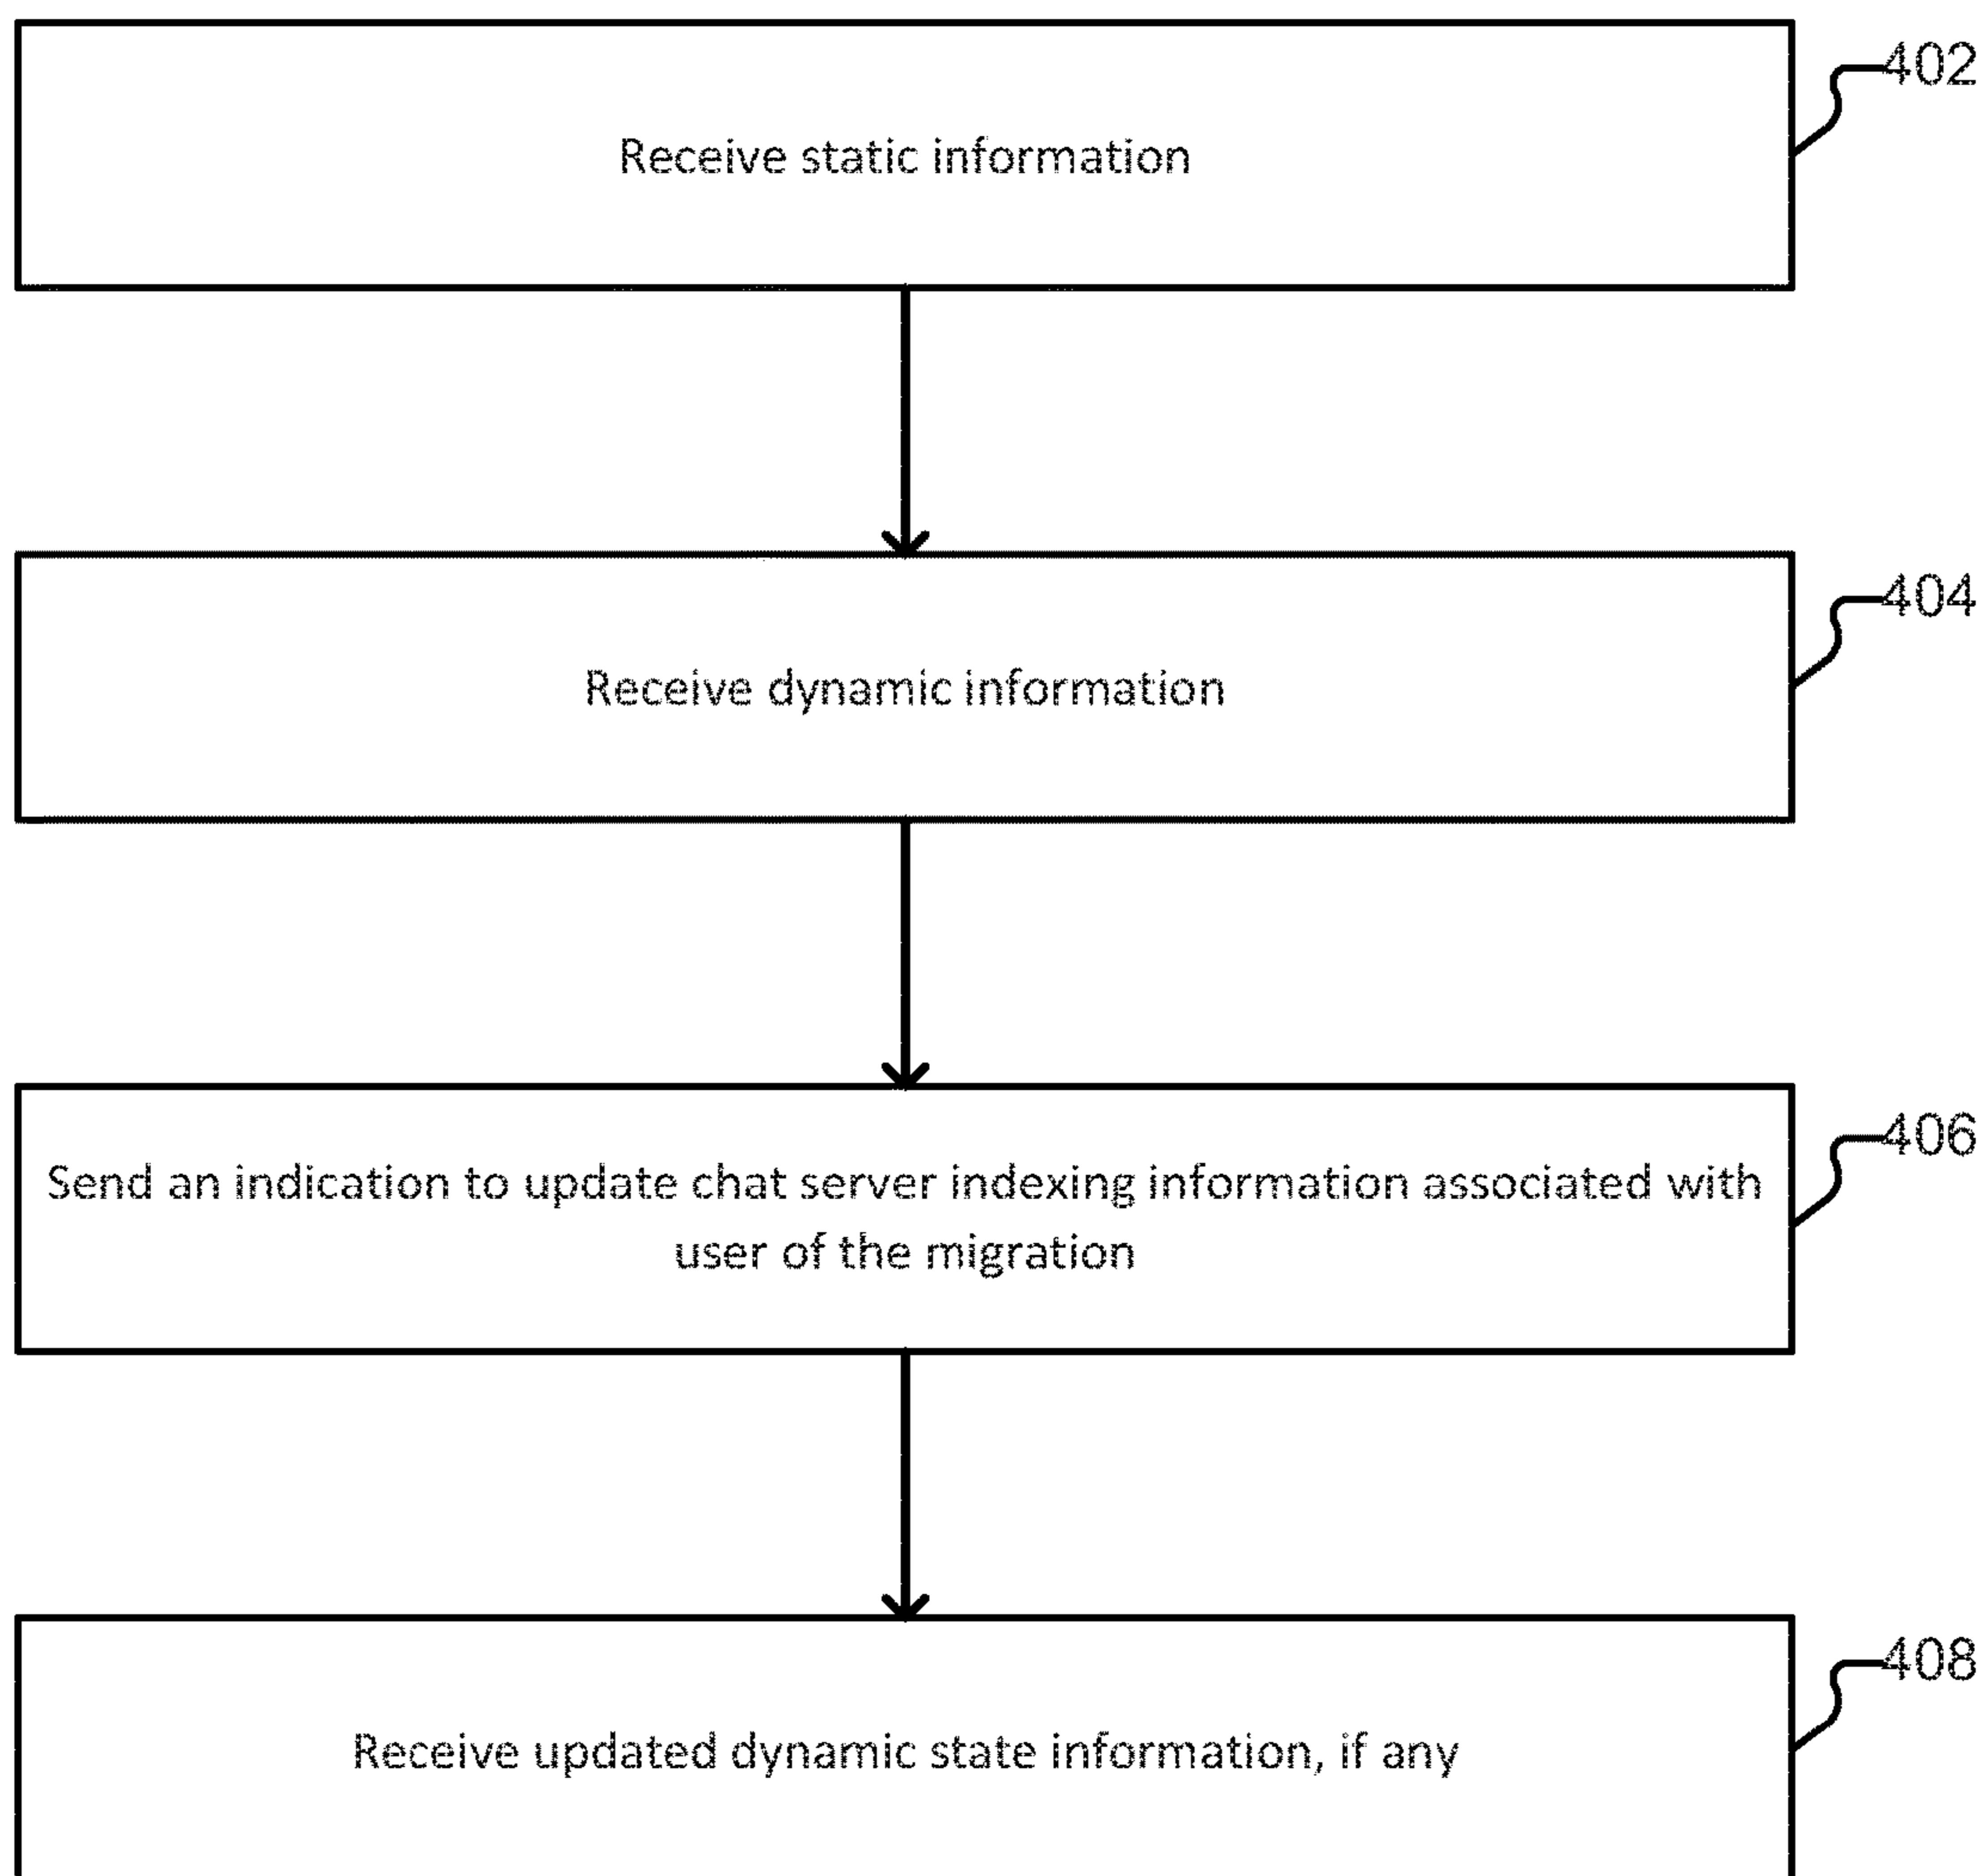 402
Receive static information
404
Receive dynamic information
406
Send an indication to update chat server indexing information associated with
user of the migration
408
Receive updated dynamic state information, if any